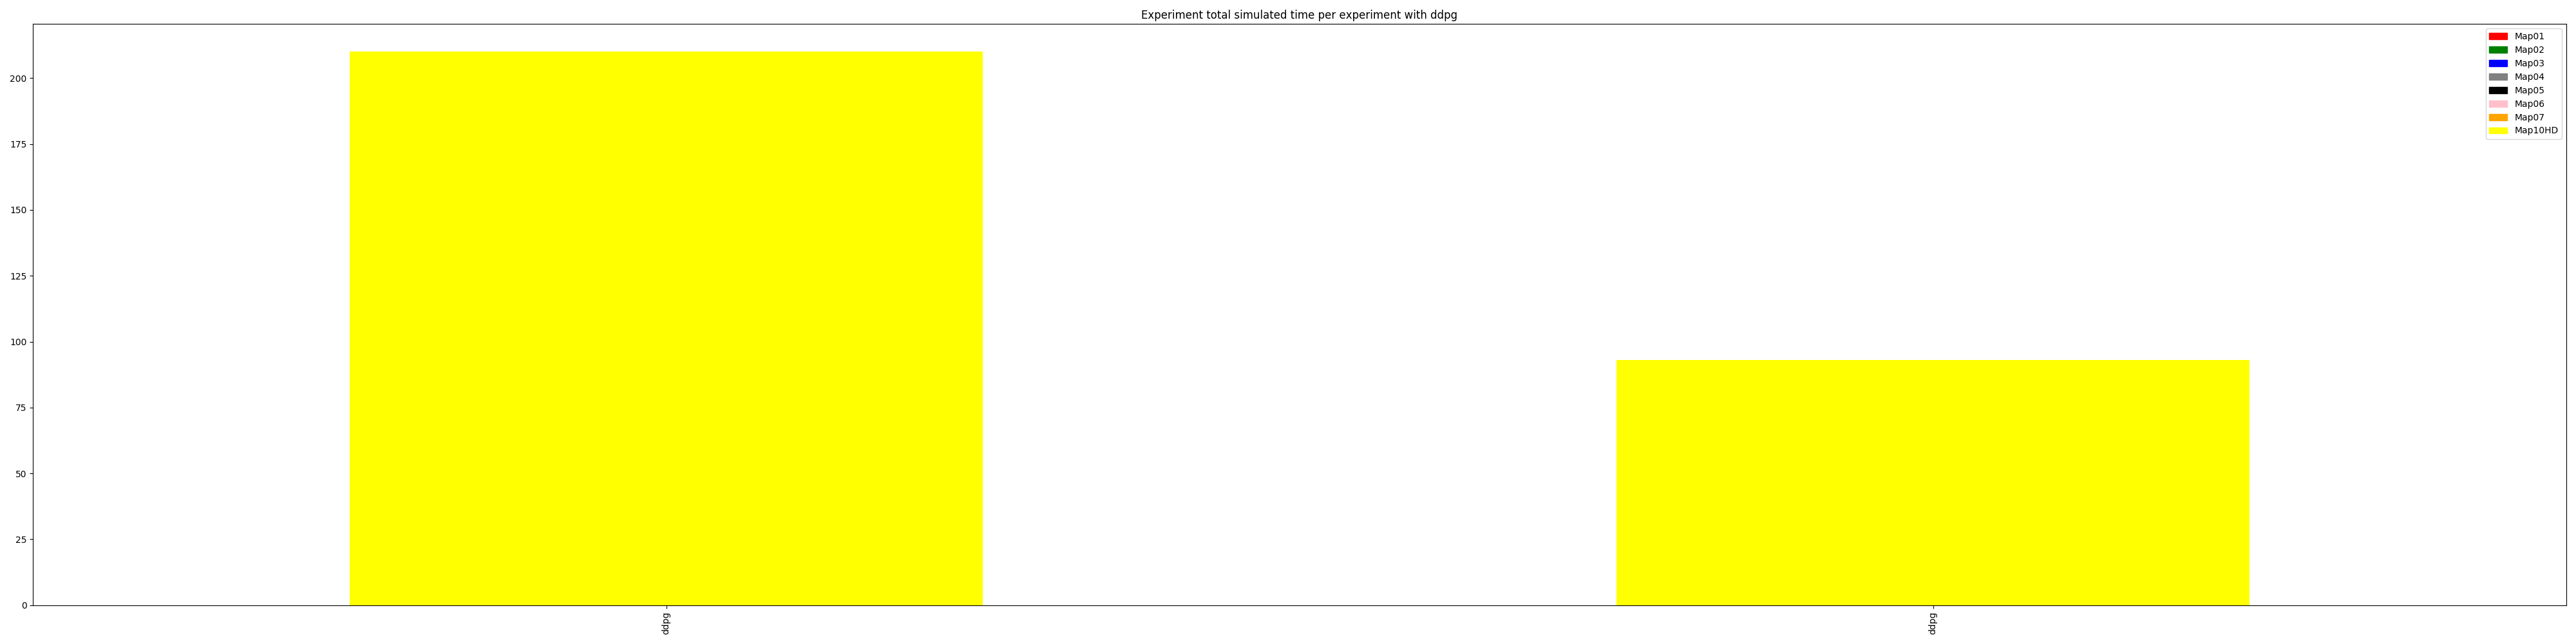 Experiment total simulated time per experiment with ddpg
200
175
150
125
100
75
50
25
0
Map01
Map02
Map03
Map04
Map05
Map06
Map07
Map10HD
ddpg
ddpg